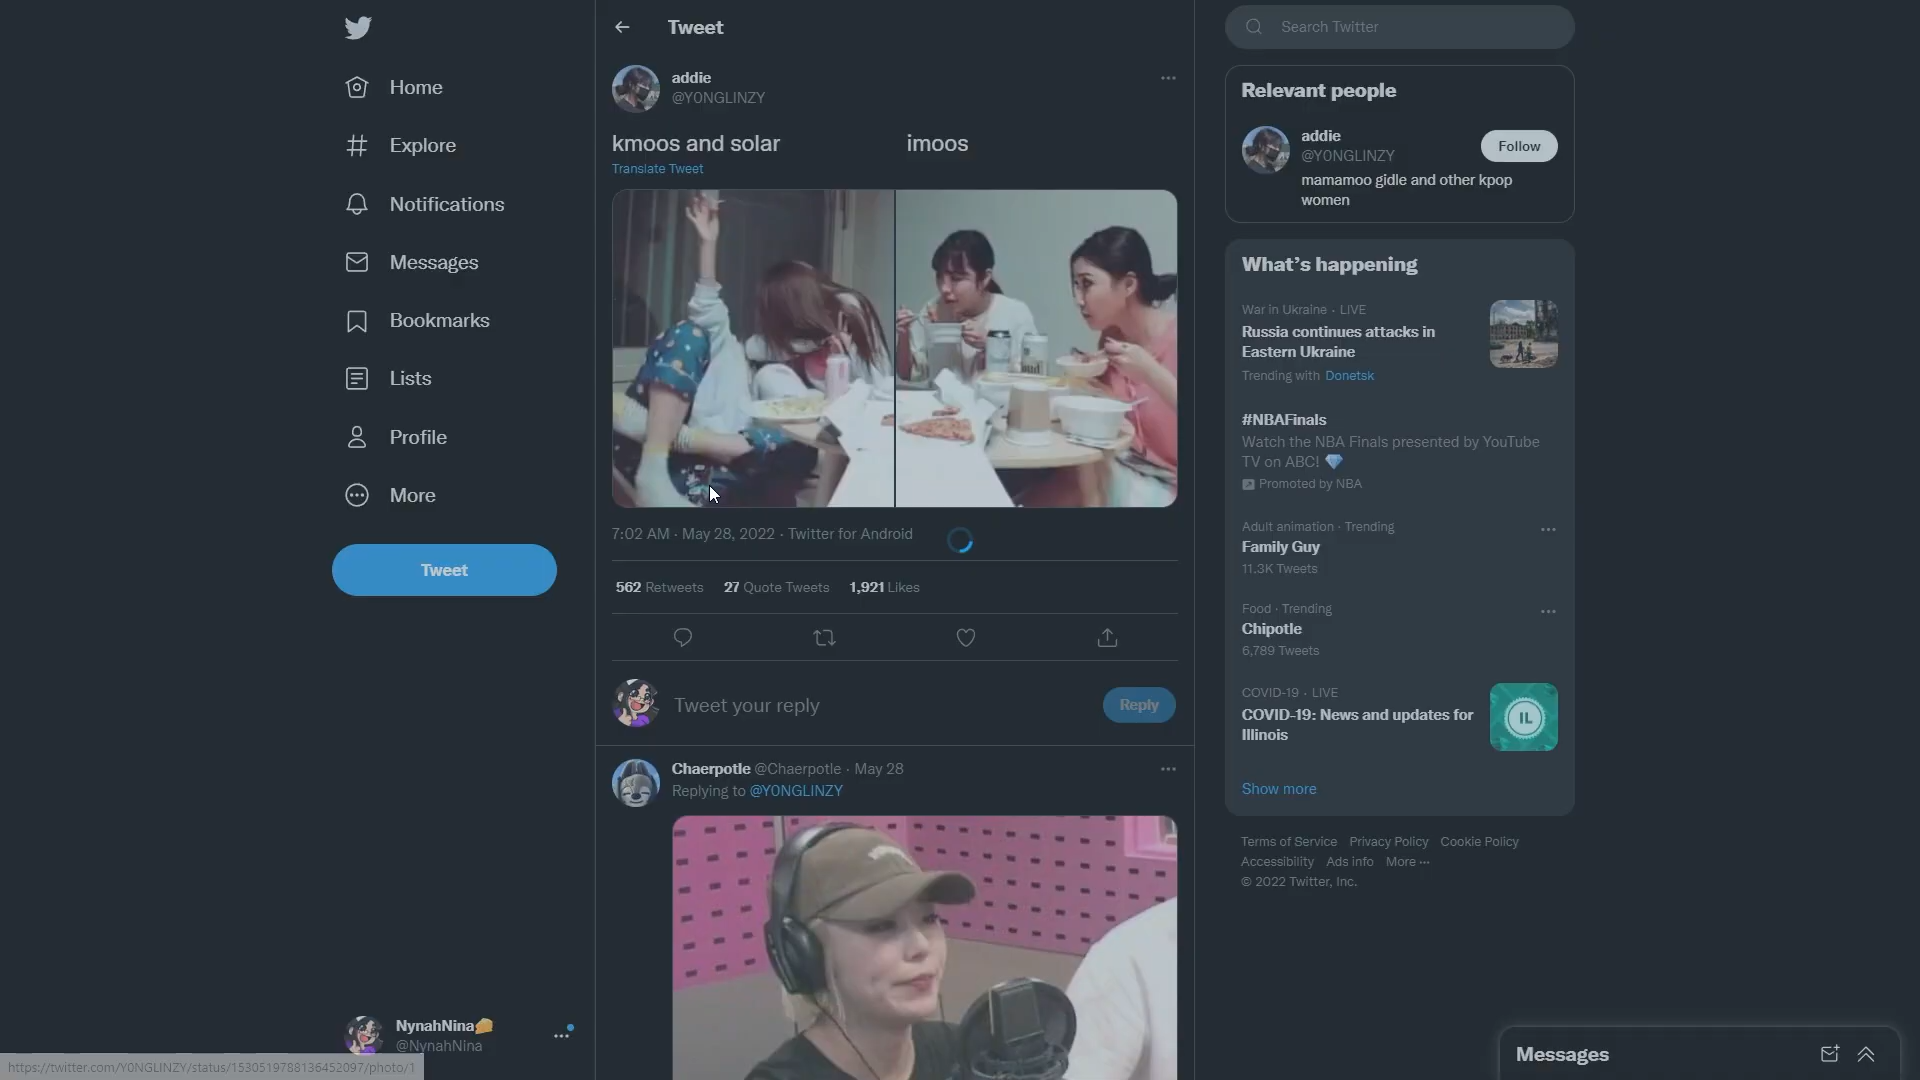 Home
Explore
Notifications
Messages
Bookmarks
Lists
Profile
More
Tweet
NynahNina
@NynahNina
https://twitter.com/Y0NGLINZY/status/1530519788136452097/photo/1
Tweet
addie
@Y0NGLINZY
kmoos and solar imoos
Translate Tweet
7:02 AM · May 28, 2022 · Twitter for Android
562 Retweets 27 Quote Tweets 1,921 Likes
Tweet your reply
Reply
Chaerpotle @Chaerpotle · May 28
Replying to @Y0NGLINZY
Search Twitter
Relevant people
addie
@Y0NGLINZY
Follow
mamamoo gidle and other kpop
women
What's happening
War in Ukraine · LIVE
Russia continues attacks in
Eastern Ukraine
Trending with Donetsk
#NBAFinals
Watch the NBA Finals presented by YouTube
TV on ABC!
Promoted by NBA
Adult animation · Trending
Family Guy
11.3K Tweets
Food · Trending
Chipotle
6,789 Tweets
COVID-19 · LIVE
COVID-19: News and updates for
Illinois
IL
Show more
Terms of Service Privacy Policy Cookie Policy
Accessibility Ads info More ···
© 2022 Twitter, Inc.
Messages